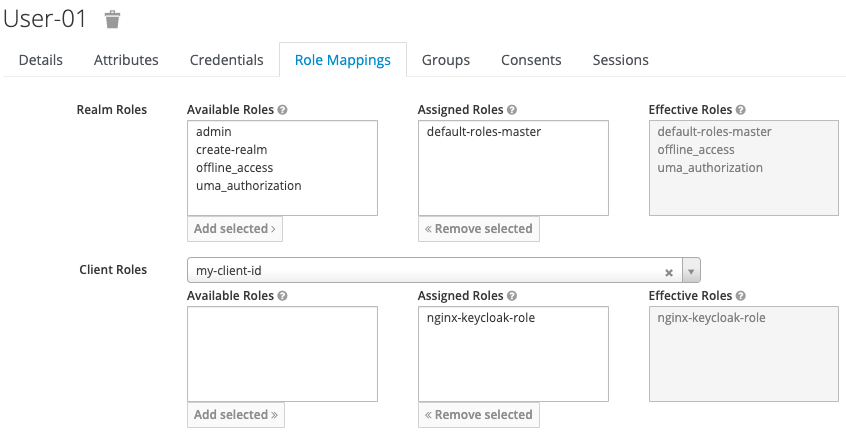 User-01
Details Attributes Credentials Role Mappings Groups Consents Sessions
Realm Roles
Available Roles
admin
create-realm
offline_access
uma_authorization
Add selected ›
Assigned Roles
default-roles-master
« Remove selected
Effective Roles
default-roles-master
offline_access
uma_authorization
Client Roles
my-client-id
Available Roles
Add selected »
Assigned Roles
nginx-keycloak-role
« Remove selected
Effective Roles
nginx-keycloak-role